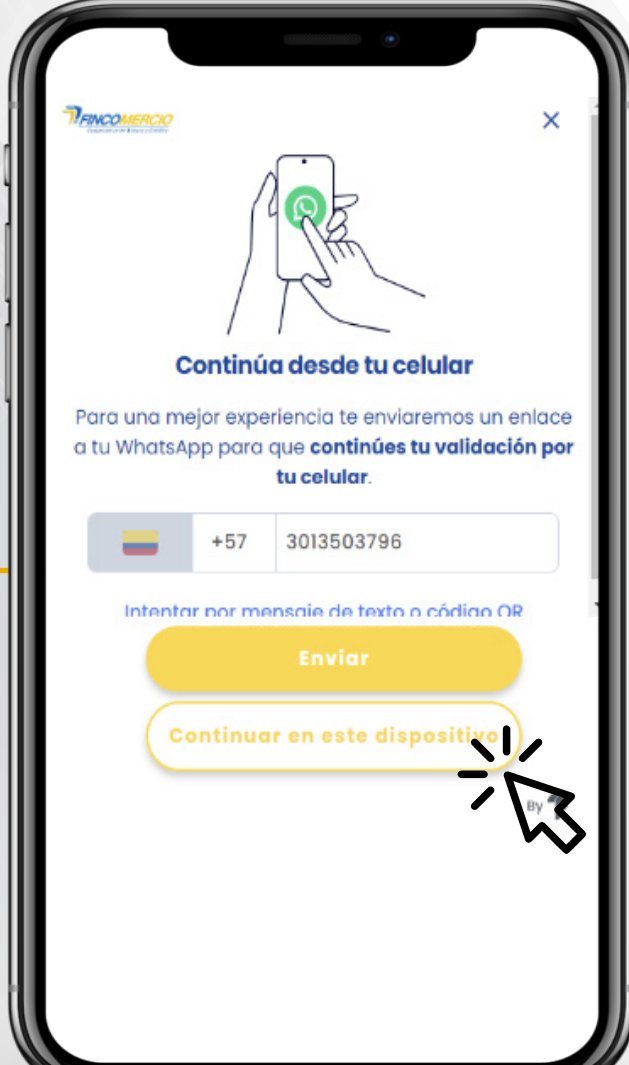 FINCOMERCIO
Continúa desde tu celular
Para una mejor experiencia te enviaremos un enlace
a tu WhatsApp para que continúes tu validación por
tu celular.
+57 3013503796
Intentar por mensaje de texto o código QR
Enviar
Continuar en este dispositivo
By